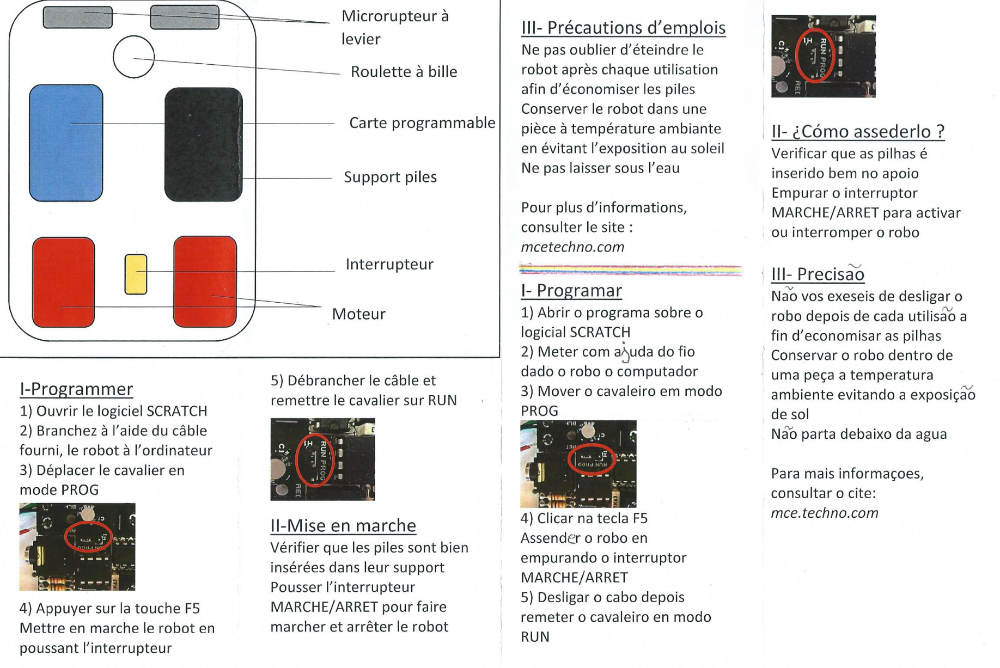 Microrupteur à
levier
Roulette à bille
Carte programmable
Support piles
Interrupteur
Moteur
I-Programmer
1) Ouvrir le logiciel SCRATCH
2) Branchez à l'aide du câble
fourni, le robot à l'ordinateur
3) Déplacer le cavalier en
mode PROG
4) Appuyer sur la touche F5
Mettre en marche le robot en
poussant l'interrupteur
5) Débrancher le câble et
remettre le cavalier sur RUN
C1
H1
RUN PROG
II-Mise en marche
Vérifier que les piles sont bien
insérées dans leur support
Pousser l'interrupteur
MARCHE/ARRET pour faire
marcher et arrêter le robot
III- Précautions d'emplois
Ne pas oublier d'éteindre le
robot après chaque utilisation
afin d'économiser les piles
Conserver le robot dans une
pièce à température ambiante
en évitant l'exposition au soleil
Ne pas laisser sous l'eau
Pour plus d'informations,
consulter le site :
mcetechno.com
I- Programar
1) Abrir o programa sobre o
logicial SCRATCH
2) Meter com ajuda do fio
dado o robo o computador
3) Mover o cavaleiro em modo
PROG
RUN PROG
4) Clicar na tecla F5
Assender o robo en
empurando o interruptor
MARCHE/ARRET
5) Desligar o cabo depois
remeter o cavaleiro en modo
RUN
C1
H1
RUN PROG
II- ¿Cómo assederlo ?
Verificar que as pilhas é
inserido bem no apoio
Empurar o interruptor
MARCHE/ARRET para activar
ou interromper o robo
III- Precisão
Não vos exeseis de desligar o
robo depois de cada utilisão a
fin d'economisar as pilhas
Conservar o robo dentro de
uma peça a temperatura
ambiente evitando a exposição
de sol
Não parta debaixo da agua
Para mais informaçoes,
consultar o cite:
mce.techno.com